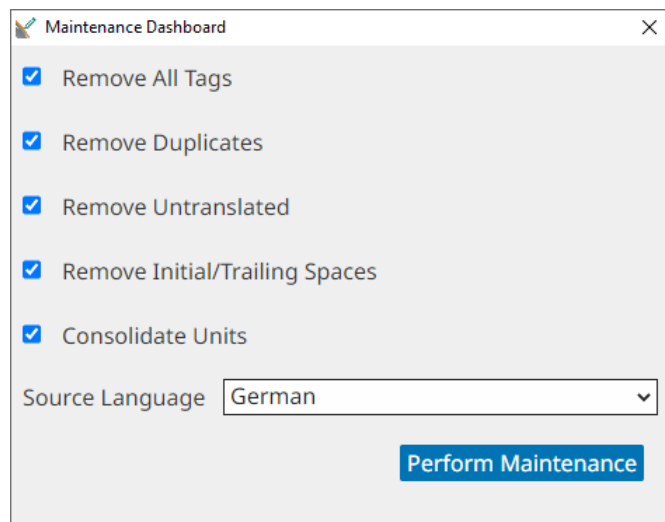 Maintenance Dashboard
Remove All Tags
Remove Duplicates
Remove Untranslated
Remove Initial/Trailing Spaces
Consolidate Units
Source Language German
Perform Maintenance